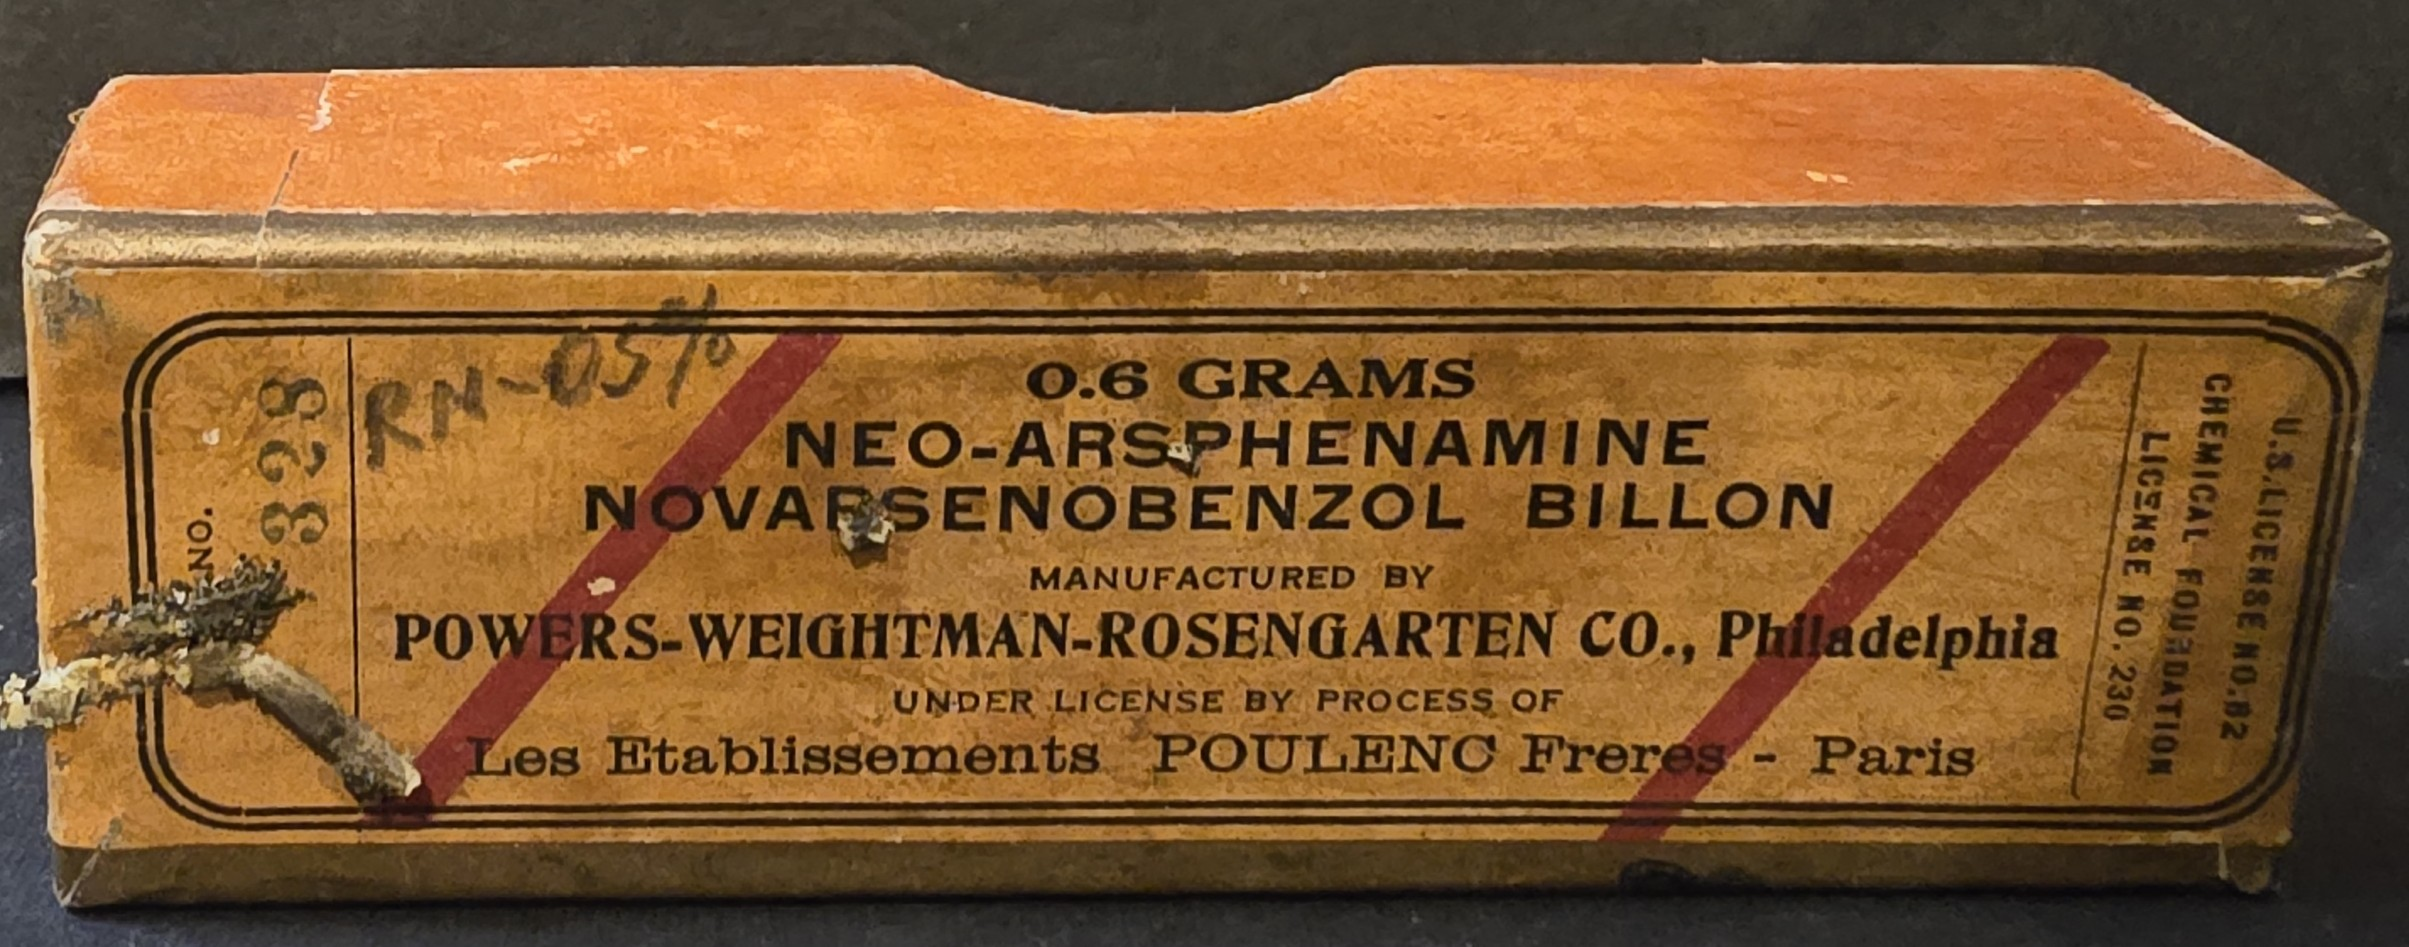 NO. 328
RN-05%
0.6 GRAMS
NEO-ARSPHENAMINE
NOVARSENOBENZOL BILLON
MANUFACTURED BY
POWERS-WEIGHTMAN-ROSENGARTEN CO., Philadelphia
UNDER LICENSE BY PROCESS OF
Les Etablissements POULENC Freres - Paris
U.S. LICENSE NO. 82
CHEMICAL FOUNDATION
LICENSE NO. 230